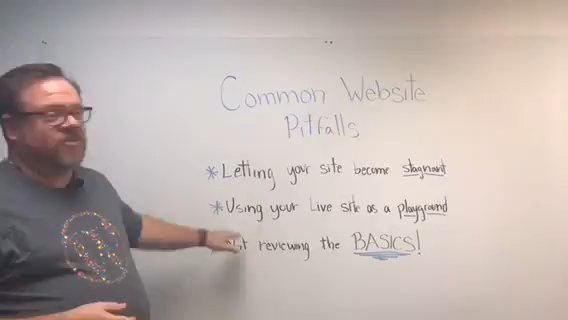 Common Website
Pitfalls
* Letting your site become stagnant
* Using your Live site as a playground
reviewing the BASICS!